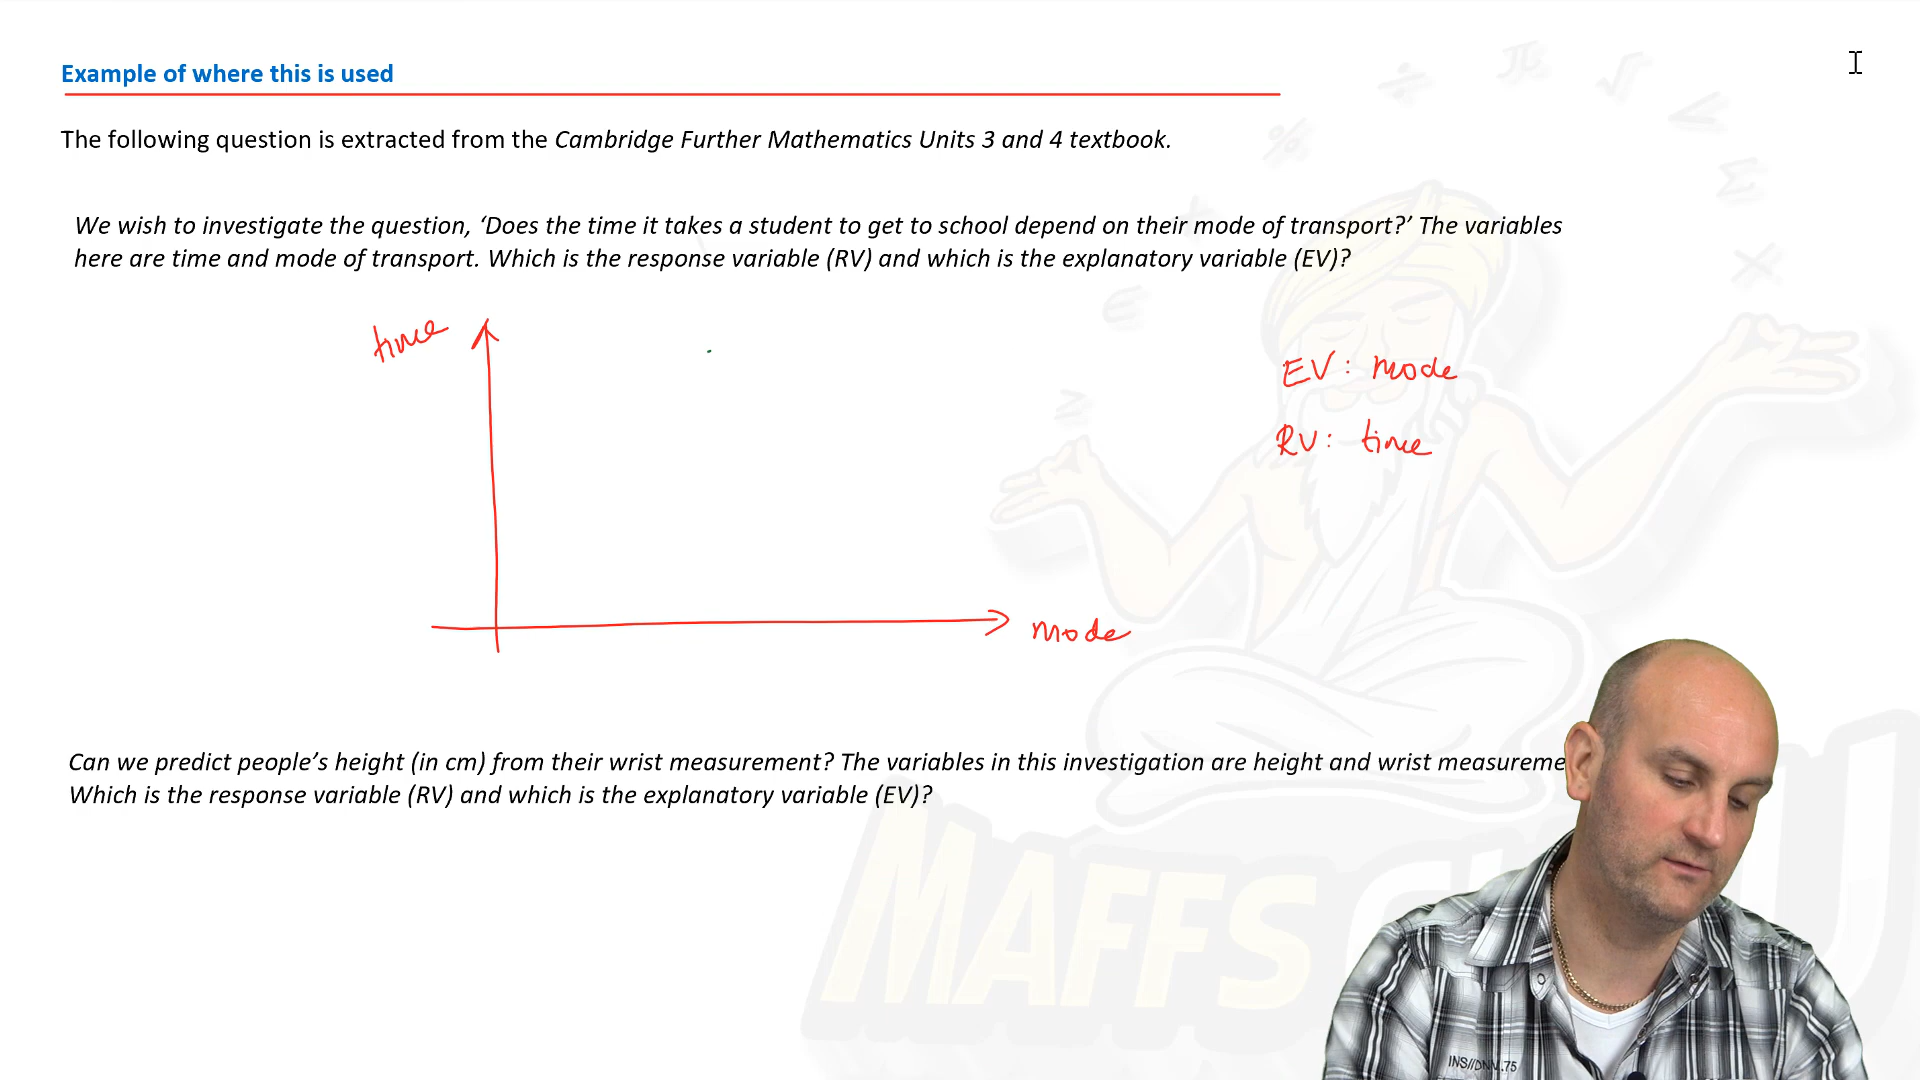 Example of where this is used
The following question is extracted from the Cambridge Further Mathematics Units 3 and 4 textbook.
We wish to investigate the question, ‘Does the time it takes a student to get to school depend on their mode of transport?’ The variables
here are time and mode of transport. Which is the response variable (RV) and which is the explanatory variable (EV)?
time
EV: mode
RV: time
mode
Can we predict people’s height (in cm) from their wrist measurement? The variables in this investigation are height and wrist
Which is the response variable (RV) and which is the explanatory variable (EV)?
MAFFS